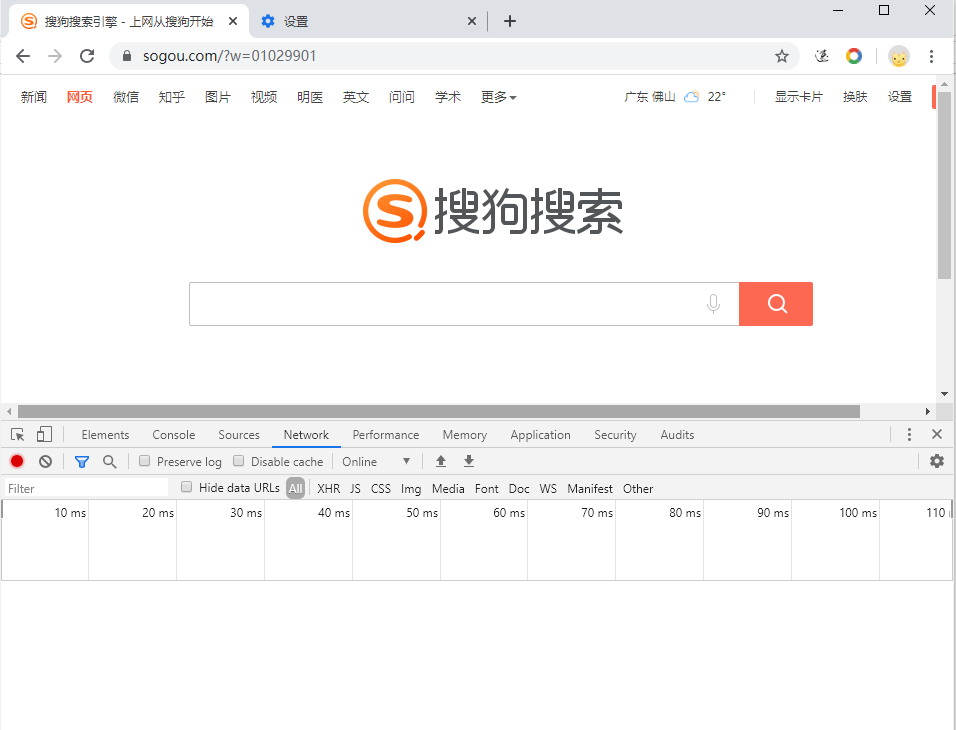 搜狗搜索引擎 - 上网从搜狗开始 设置
sogou.com/?w=01029901
新闻 网页 微信 知乎 图片 视频 明医 英文 问问 学术 更多 广东 佛山 22° 显示卡片 换肤 设置
搜狗搜索
Elements Console Sources Network Performance Memory Application Security Audits
Preserve log Disable cache Online
Filter Hide data URLs All XHR JS CSS Img Media Font Doc WS Manifest Other
10 ms 20 ms 30 ms 40 ms 50 ms 60 ms 70 ms 80 ms 90 ms 100 ms 110